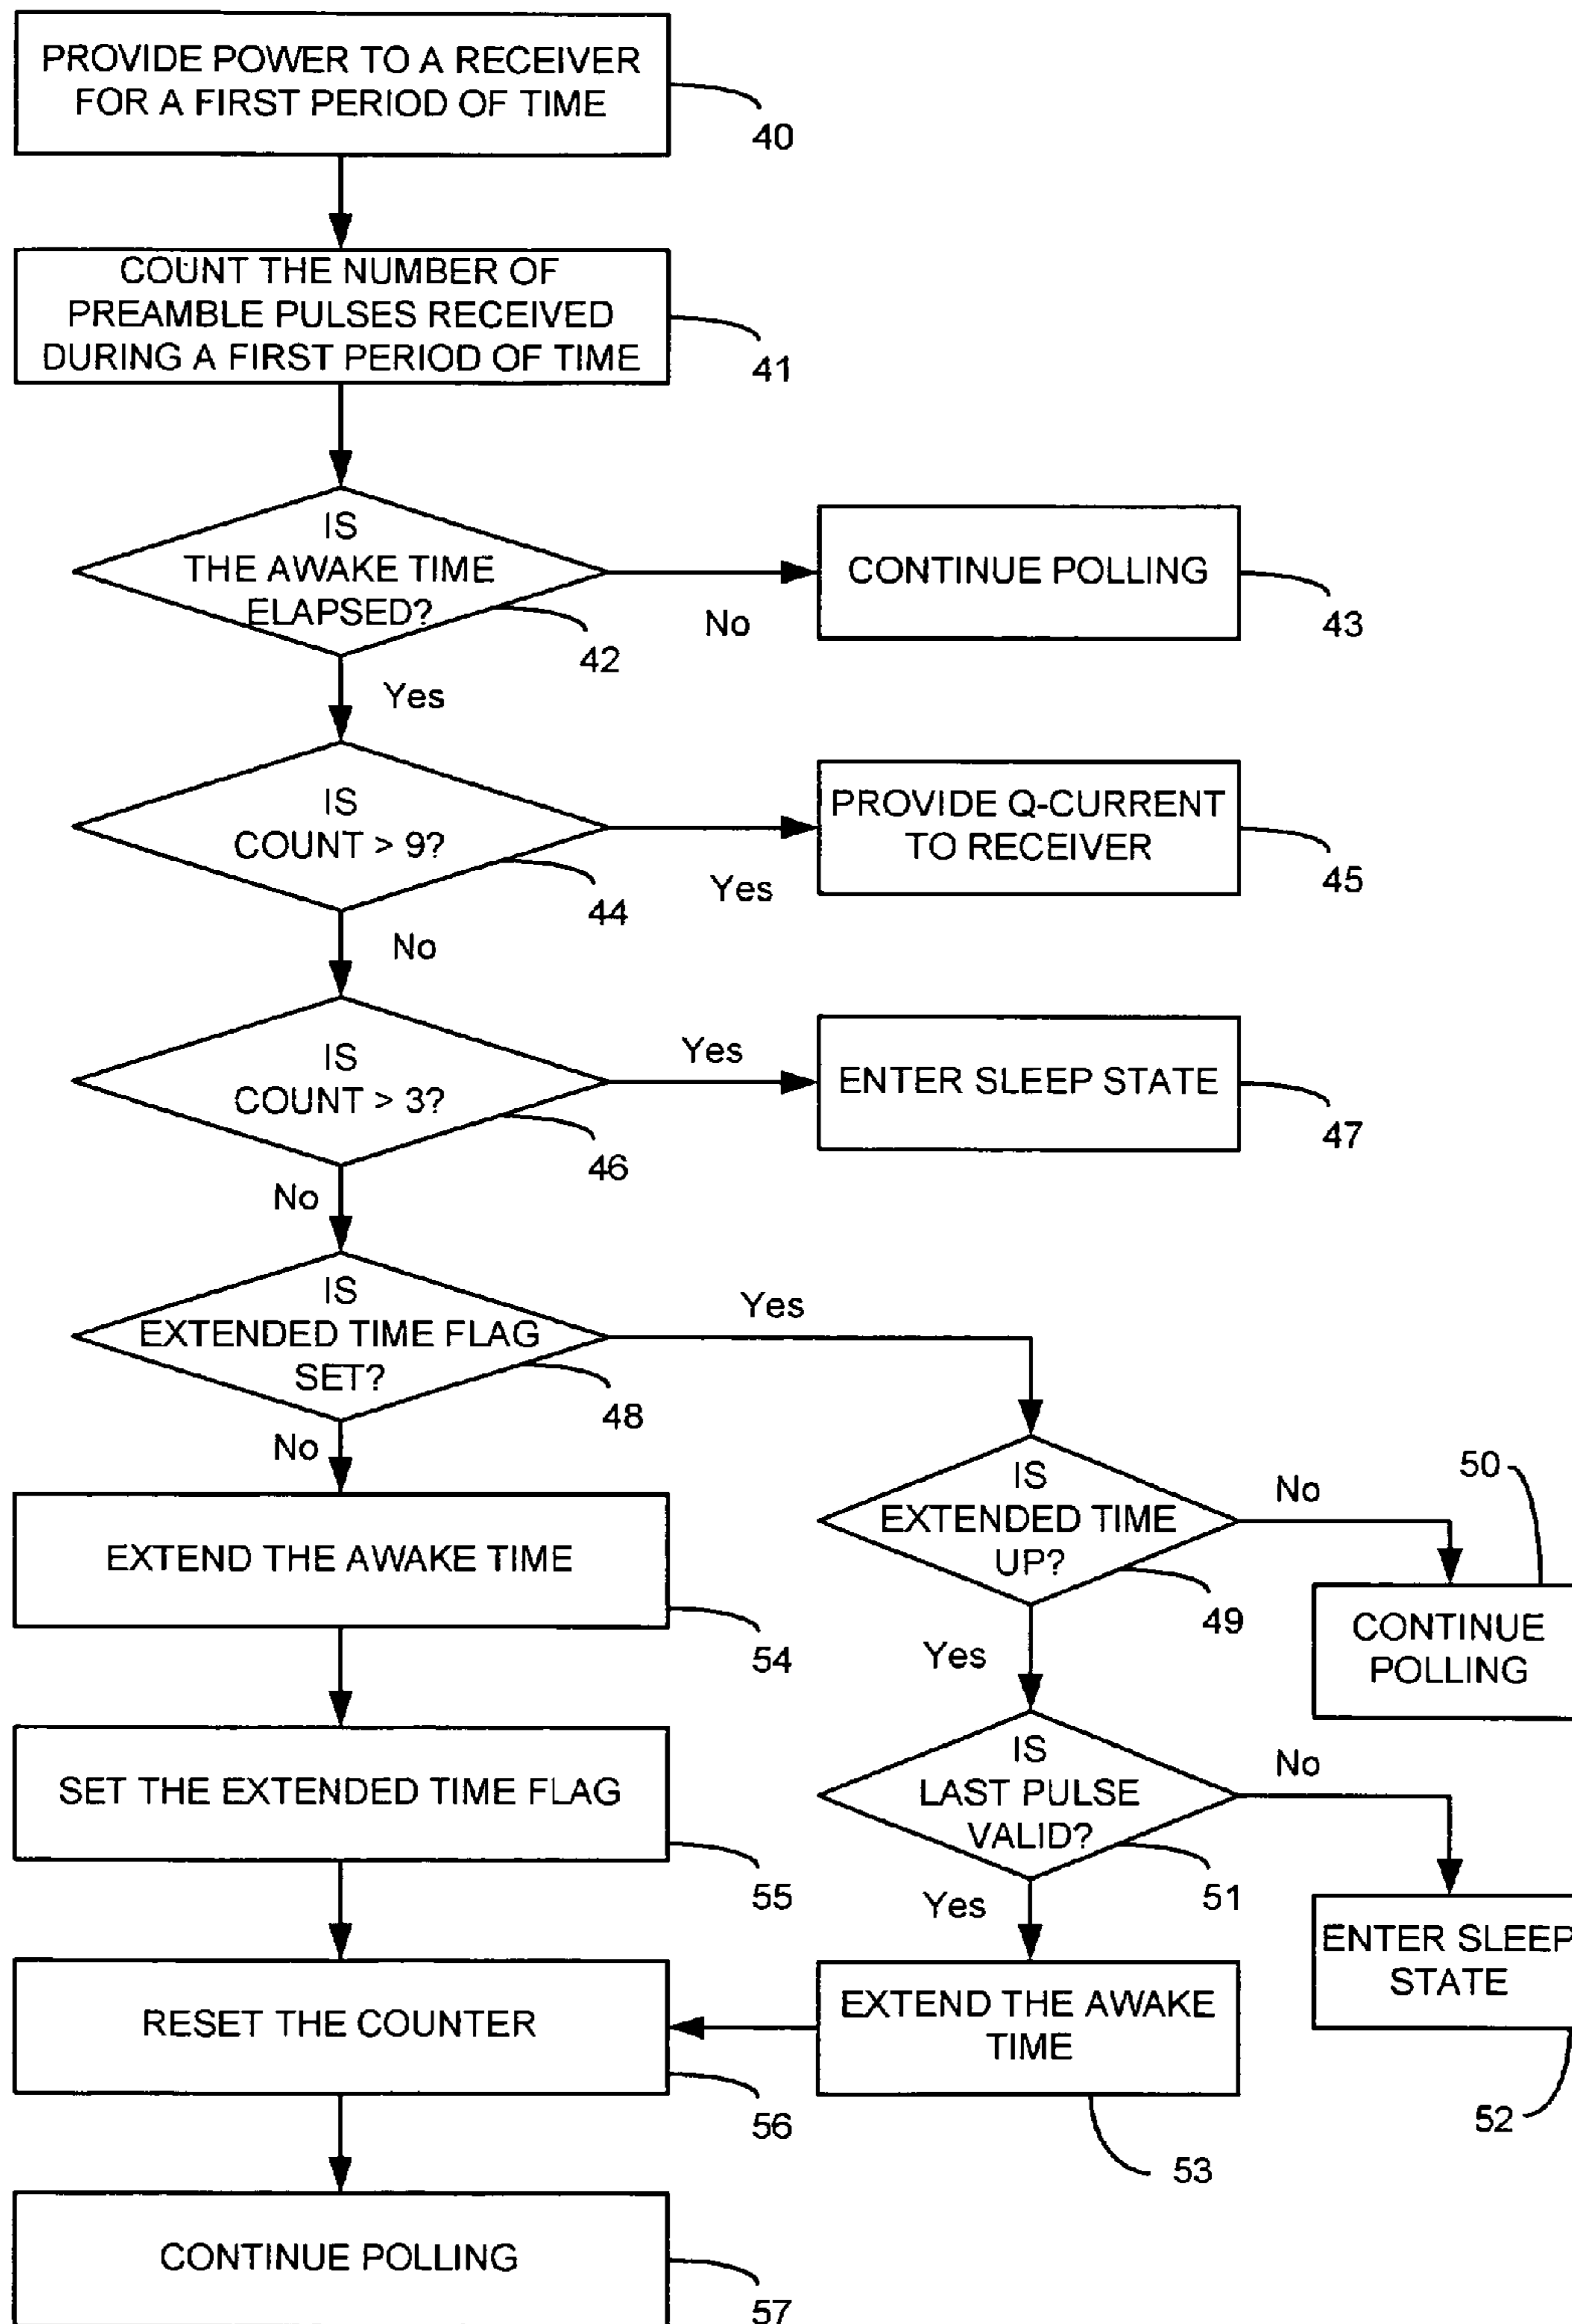 PROVIDE POWER TO A RECEIVER
FOR A FIRST PERIOD OF TIME
40
COUNT THE NUMBER OF
PREAMBLE PULSES RECEIVED
DURING A FIRST PERIOD OF TIME
41
IS
THE AWAKE TIME
ELAPSED?
42
No
CONTINUE POLLING
43
Yes
IS
COUNT > 9?
44
Yes
PROVIDE Q-CURRENT
TO RECEIVER
45
No
IS
COUNT > 3?
46
Yes
ENTER SLEEP STATE
47
No
IS
EXTENDED TIME FLAG
SET?
48
Yes
No
IS
EXTENDED TIME
UP?
49
No
50
CONTINUE
POLLING
EXTEND THE AWAKE TIME
54
Yes
IS
LAST PULSE
VALID?
51
No
ENTER SLEEP
STATE
52
SET THE EXTENDED TIME FLAG
55
Yes
EXTEND THE AWAKE
TIME
53
RESET THE COUNTER
56
CONTINUE POLLING
57